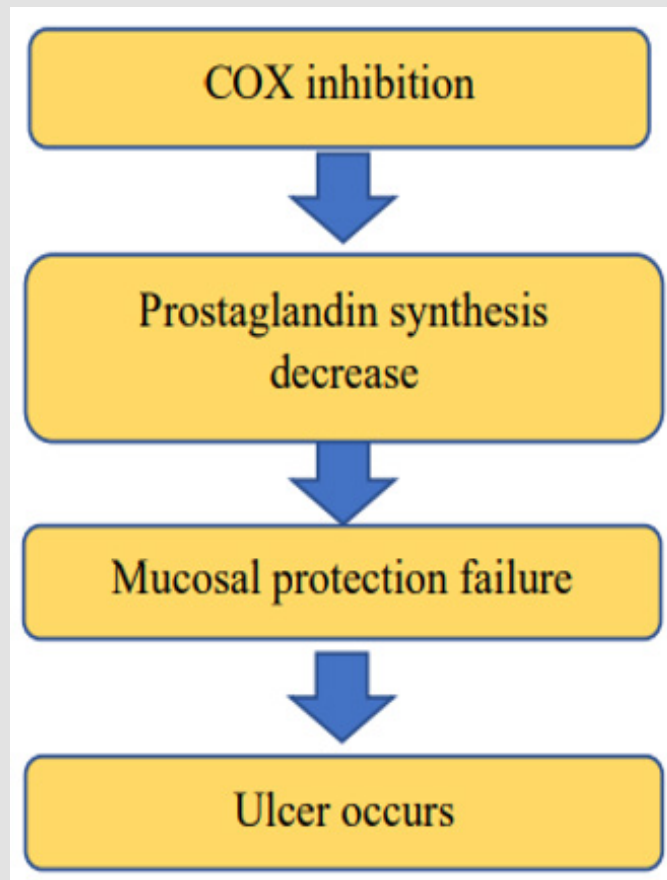 COX inhibition
Prostaglandin synthesis
decrease
Mucosal protection failure
Ulcer occurs